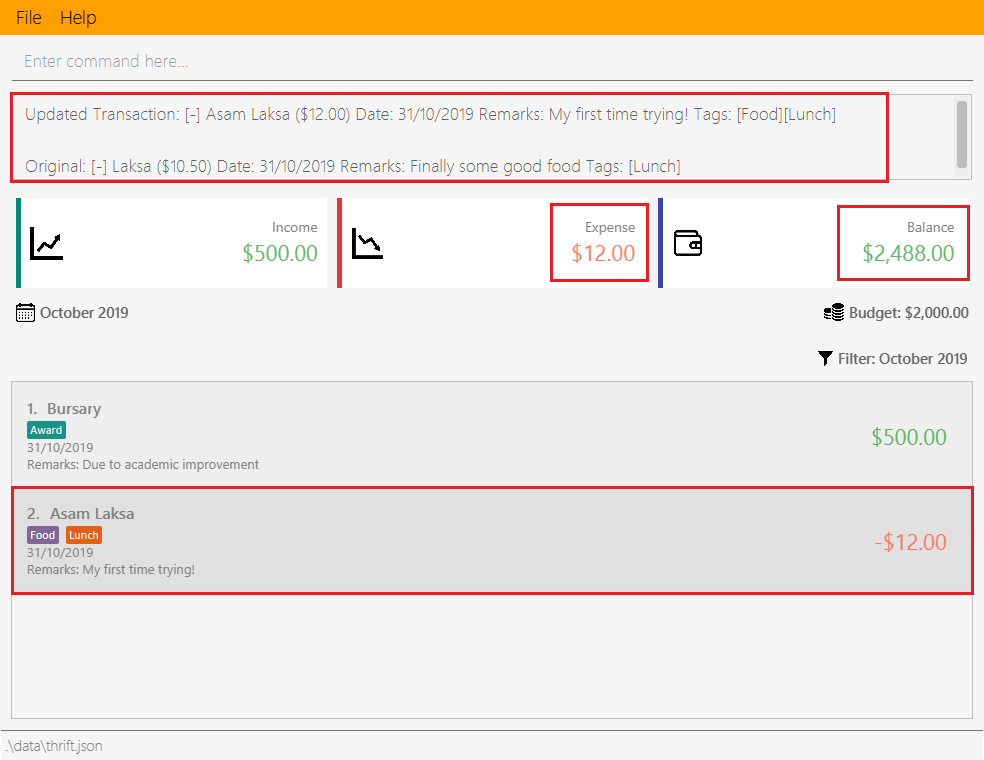 File Help
Enter command here...
Updated Transaction: [-] Asam Laksa ($12.00) Date: 31/10/2019 Remarks: My first time trying! Tags: [Food][Lunch]
Original: [-] Laksa ($10.50) Date: 31/10/2019 Remarks: Finally some good food Tags: [Lunch]
Income
$500.00
Expense
$12.00
Balance
$2,488.00
October 2019
Budget: $2,000.00
Filter: October 2019
1. Bursary
Award
31/10/2019
Remarks: Due to academic improvement
$500.00
2. Asam Laksa
Food Lunch
31/10/2019
Remarks: My first time trying!
-$12.00
.\data\thrift.json